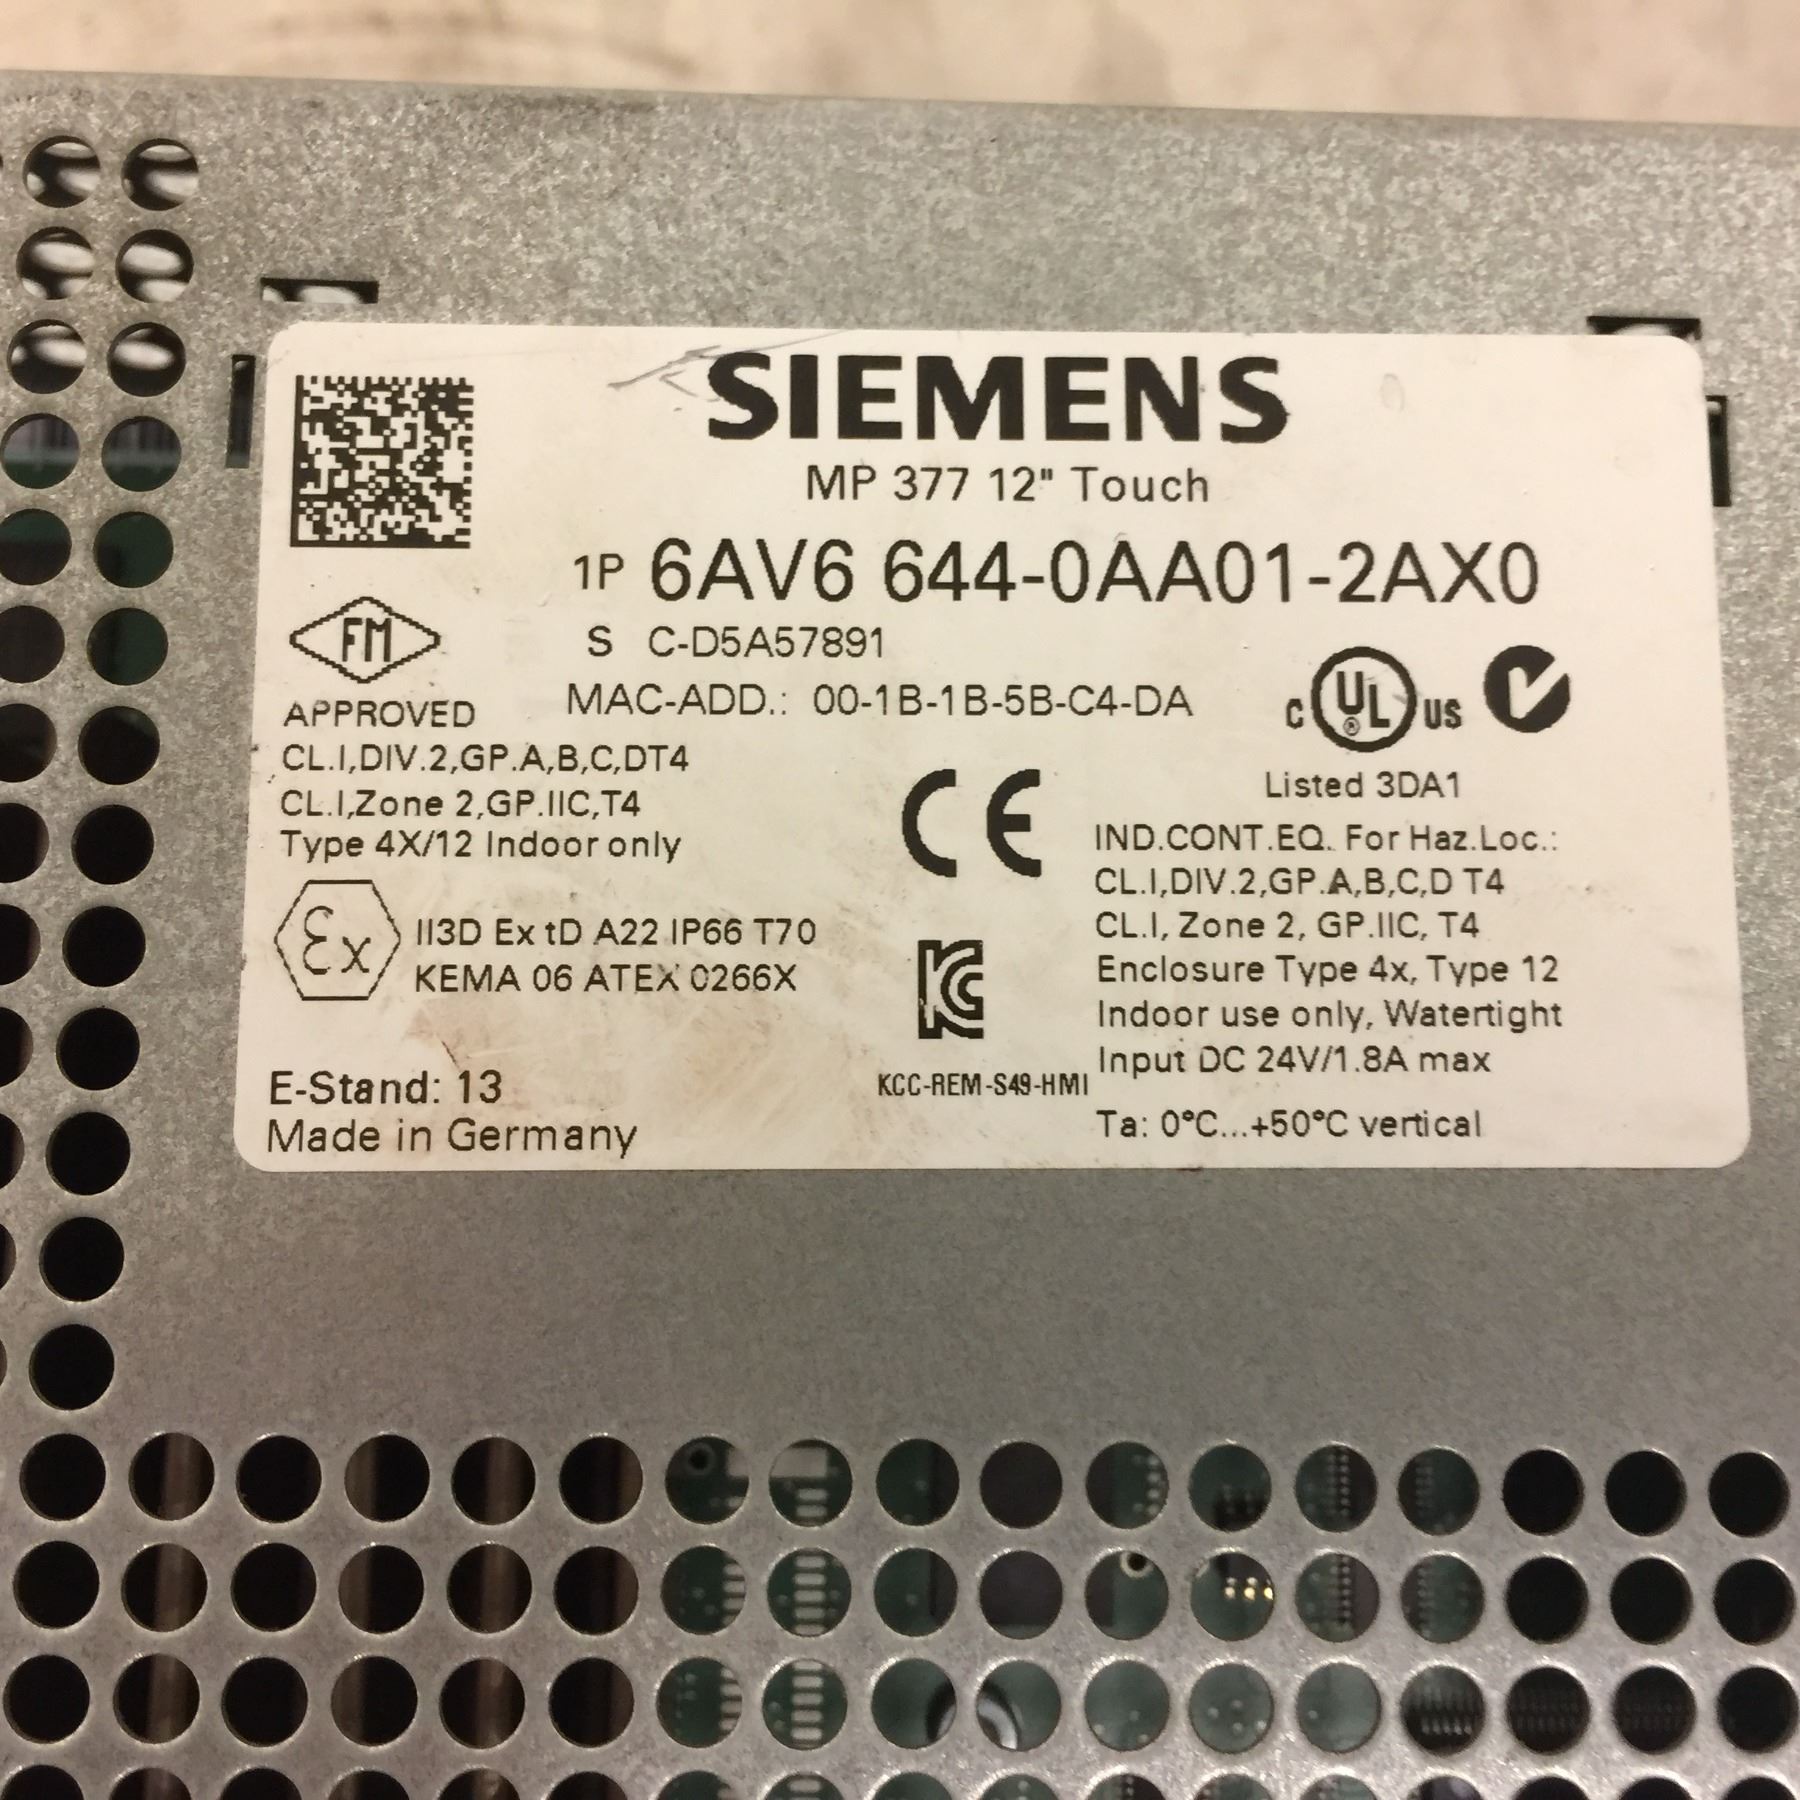 SIEMENS
MP 377 12" Touch
1P 6AV6 644-0AA01-2AX0
S C-D5A57891
MAC-ADD.: 00-1B-1B-5B-C4-DA
FM
APPROVED
CL.I,DIV.2,GP.A,B,C,DT4
CL.I,Zone 2,GP.IIC,T4
Type 4X/12 Indoor only
Ex II3D Ex tD A22 IP66 T70
KEMA 06 ATEX 0266X
E-Stand: 13
Made in Germany
CE
KC
KCC-REM-S49-HMI
C UL ® US
Listed 3DA1
IND.CONT.EQ. For Haz.Loc.:
CL.I,DIV.2,GP.A,B,C,D T4
CL.I, Zone 2, GP.IIC, T4
Enclosure Type 4x, Type 12
Indoor use only, Watertight
Input DC 24V/1.8A max
Ta: 0°C...+50°C vertical